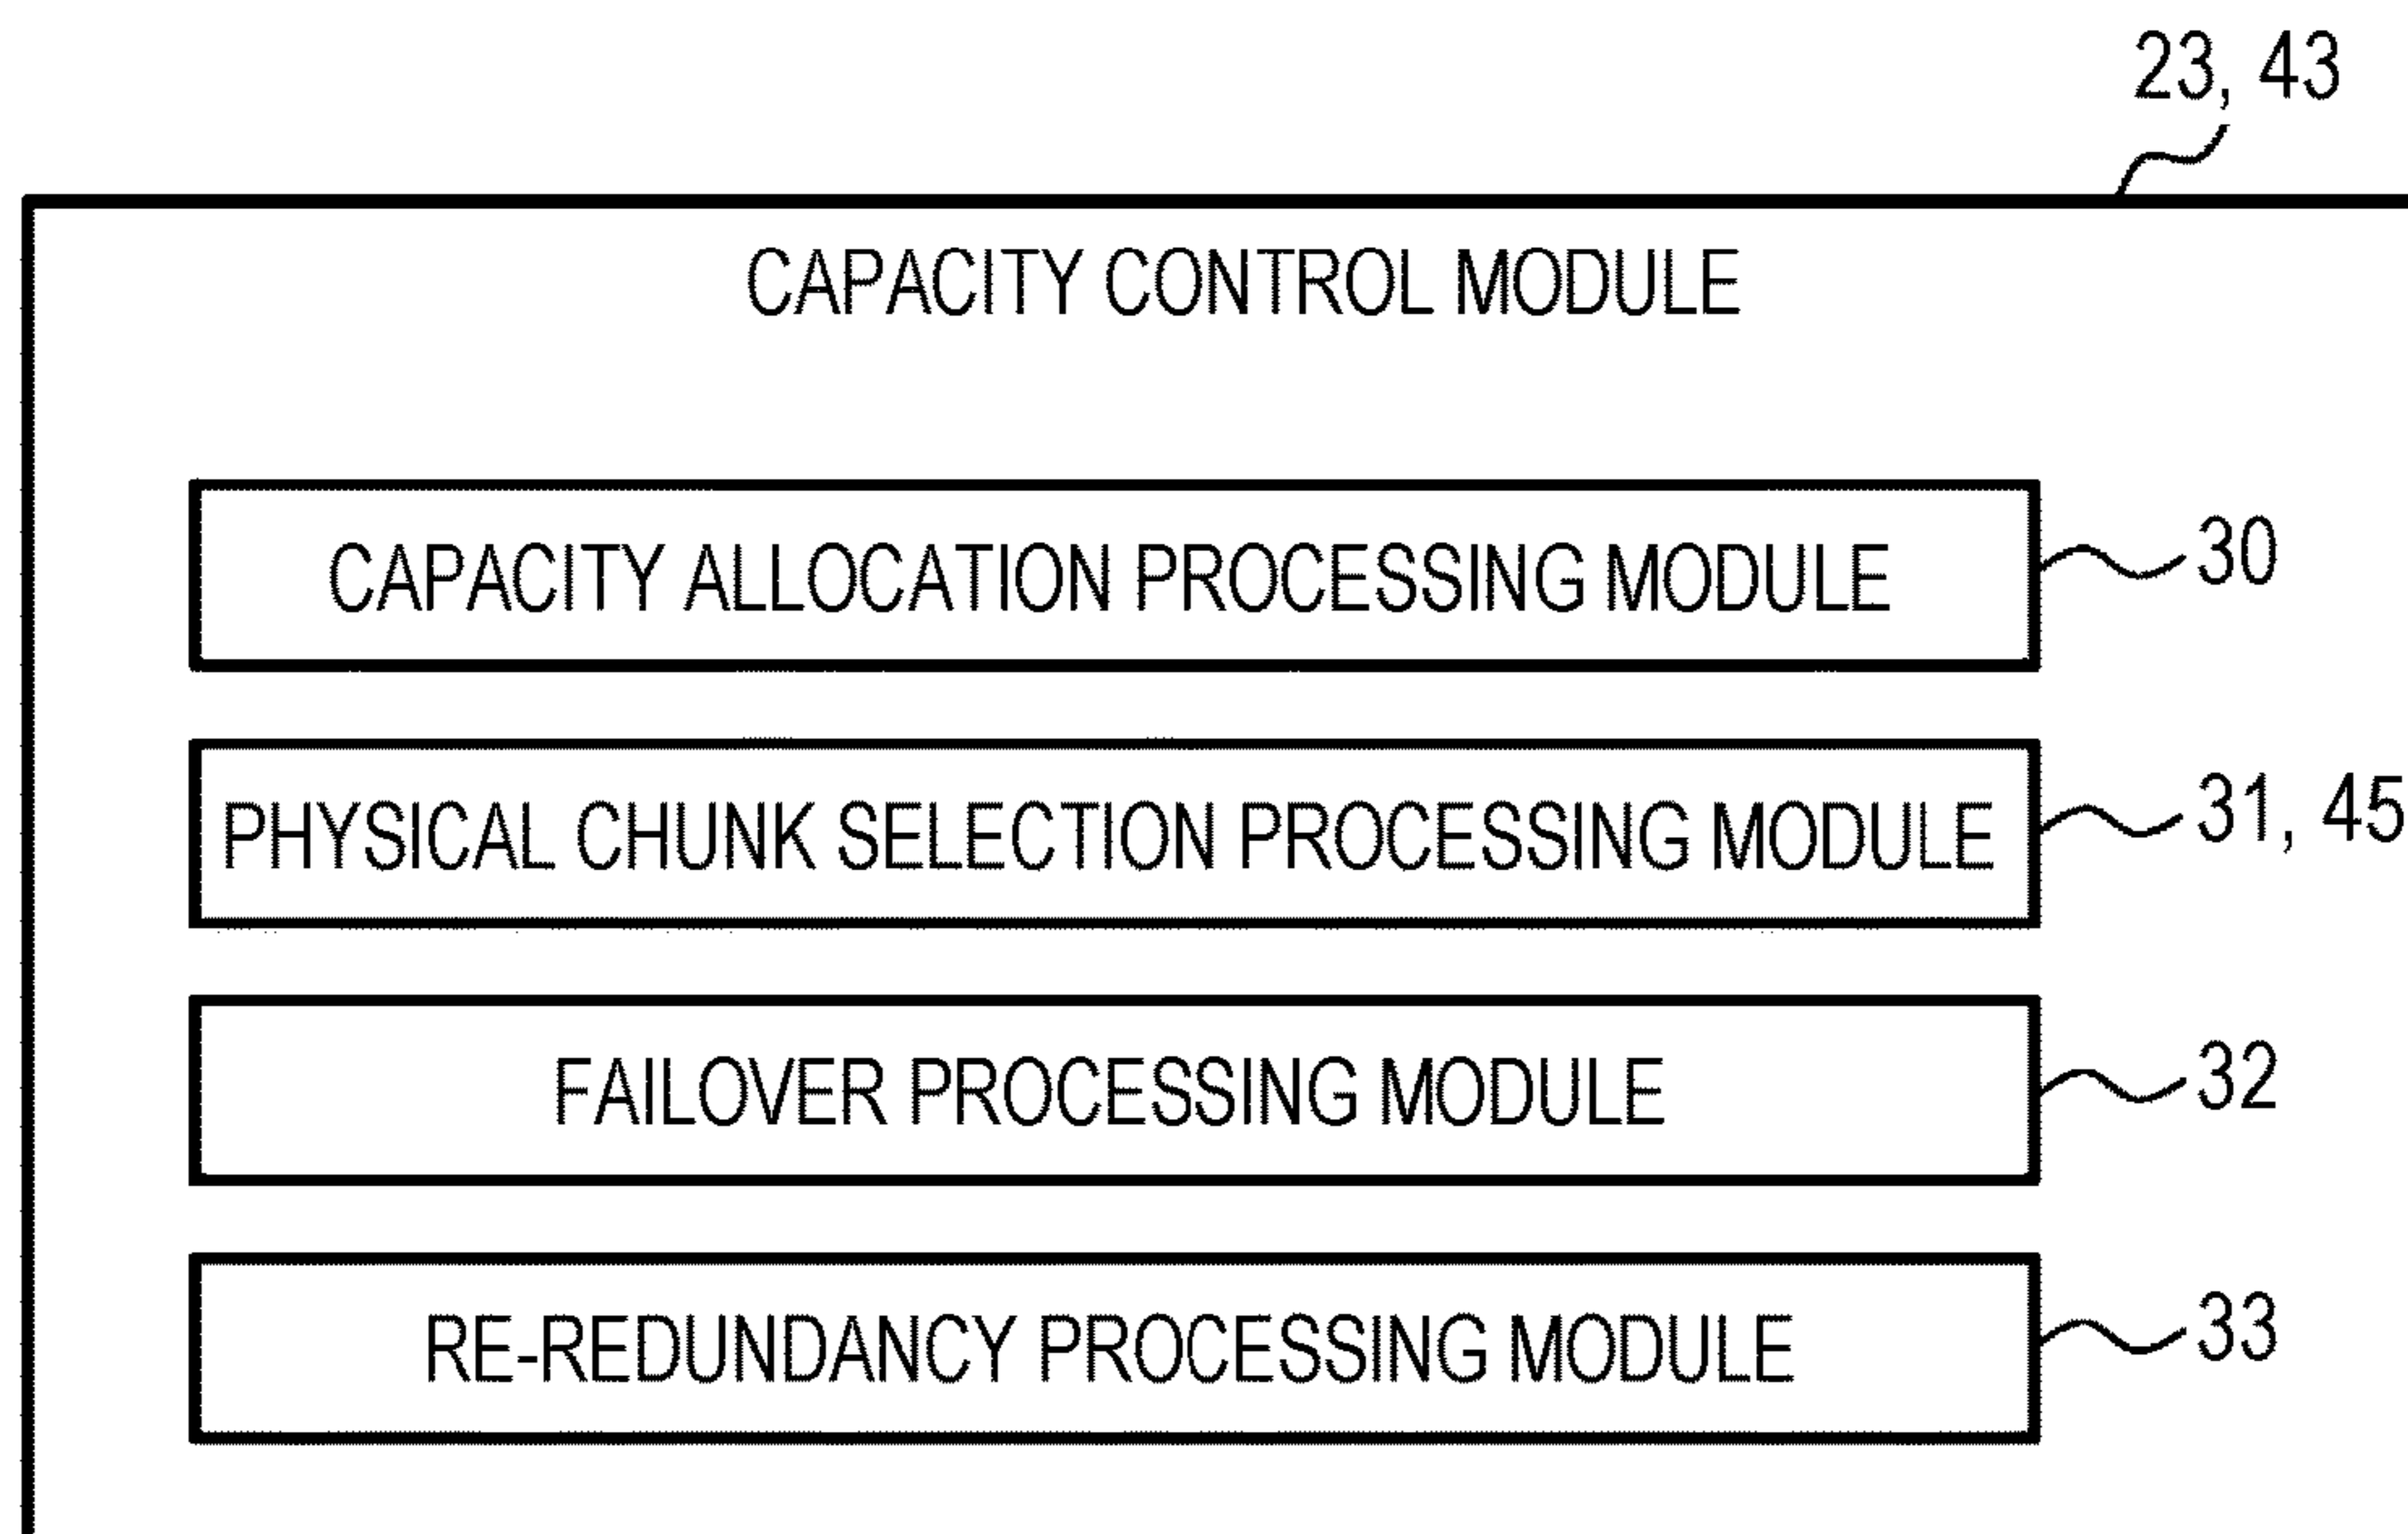 23, 43
CAPACITY CONTROL MODULE
CAPACITY ALLOCATION PROCESSING MODULE
30
PHYSICAL CHUNK SELECTION PROCESSING MODULE
31, 45
FAILOVER PROCESSING MODULE
32
RE-REDUNDANCY PROCESSING MODULE
33